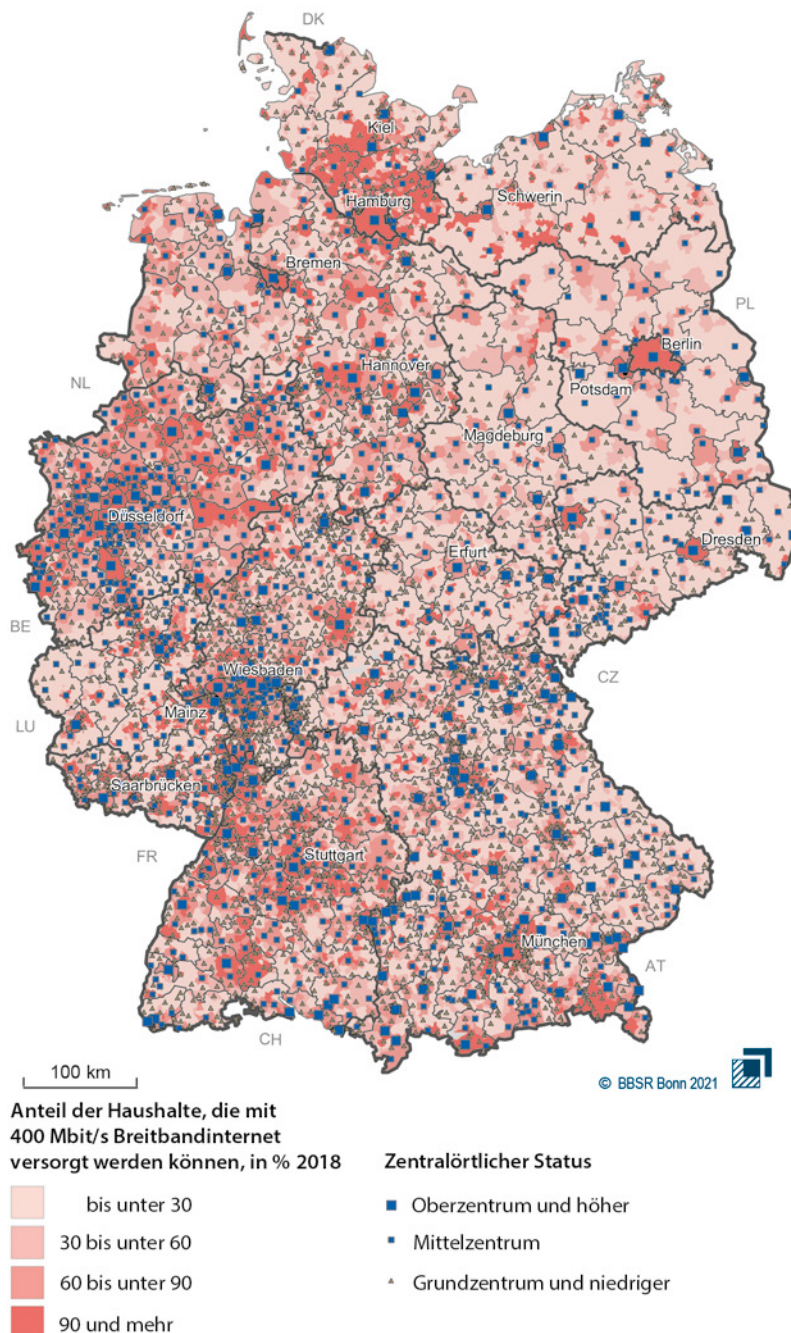 DK
Kiel
Hamburg
Schwerin
Bremen
PL
Berlin
NL
Hannover
Potsdam
Magdeburg
Düsseldorf
Erfurt
Dresden
BE
Wiesbaden
CZ
LU
Mainz
Saarbrücken
FR
Stuttgart
München
AT
CH
100 km
© BBSR Bonn 2021
Anteil der Haushalte, die mit
400 Mbit/s Breitbandinternet
versorgt werden können, in % 2018
bis unter 30
30 bis unter 60
60 bis unter 90
90 und mehr
Zentralörtlicher Status
Oberzentrum und höher
Mittelzentrum
Grundzentrum und niedriger